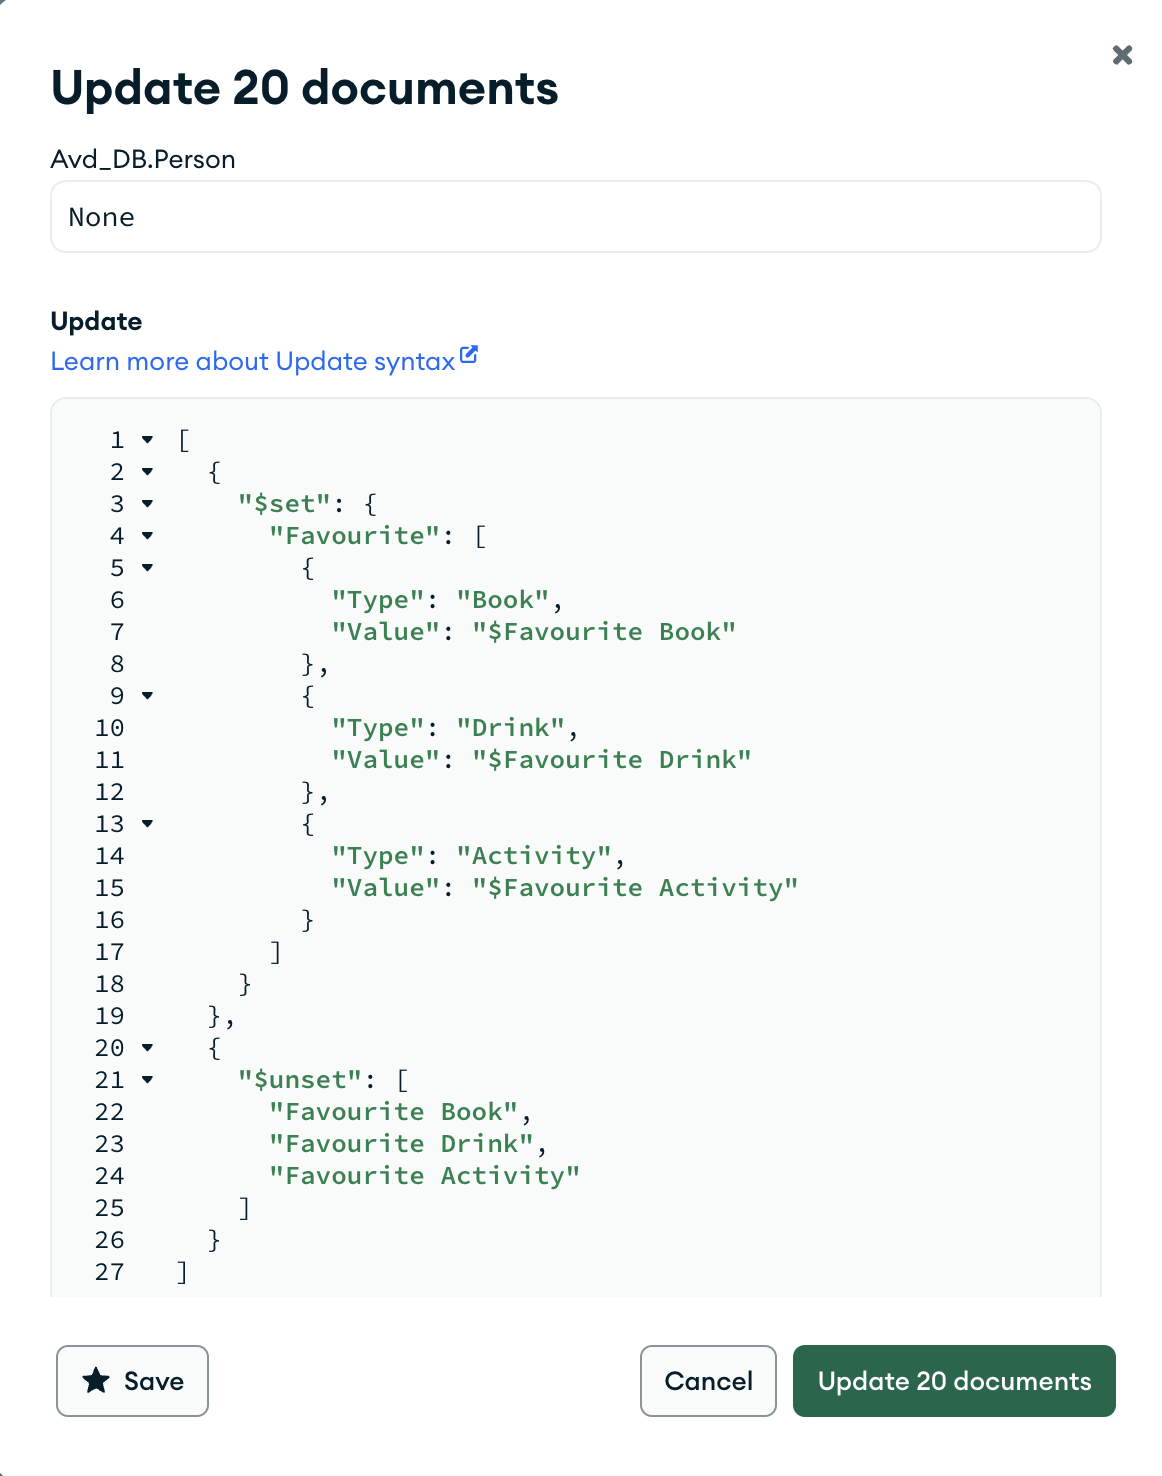 Update 20 documents
Avd_DB.Person
None
Update
Learn more about Update syntax
1 [
2 {
3 "$set": {
4 "Favourite": [
5 {
6 "Type": "Book",
7 "Value": "$Favourite Book"
8 },
9 {
10 "Type": "Drink",
11 "Value": "$Favourite Drink"
12 },
13 {
14 "Type": "Activity",
15 "Value": "$Favourite Activity"
16 }
17 ]
18 }
19 },
20 {
21 "$unset": [
22 "Favourite Book",
23 "Favourite Drink",
24 "Favourite Activity"
25 ]
26 }
27 ]
Save
Cancel
Update 20 documents